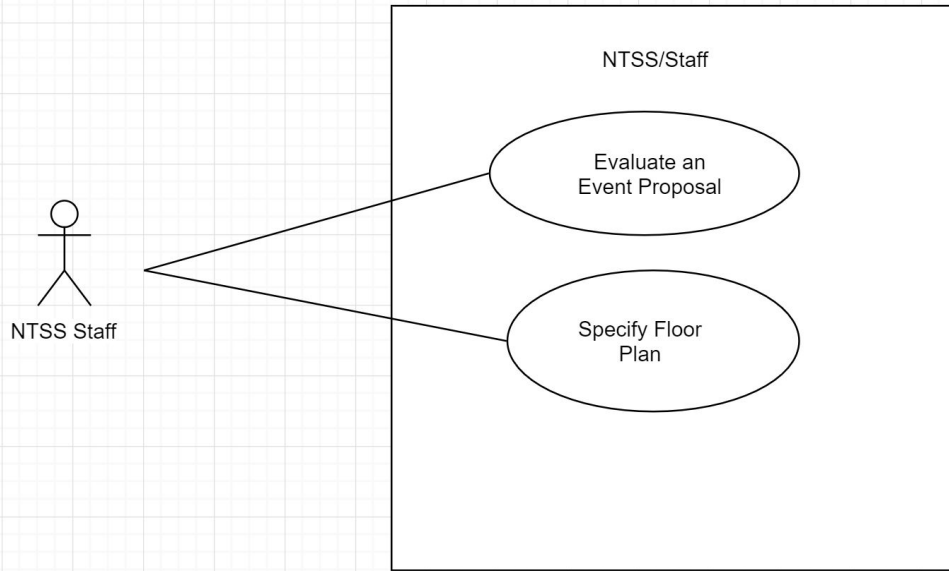 NTSS/Staff
Evaluate an
Event Proposal
NTSS Staff
Specify Floor
Plan